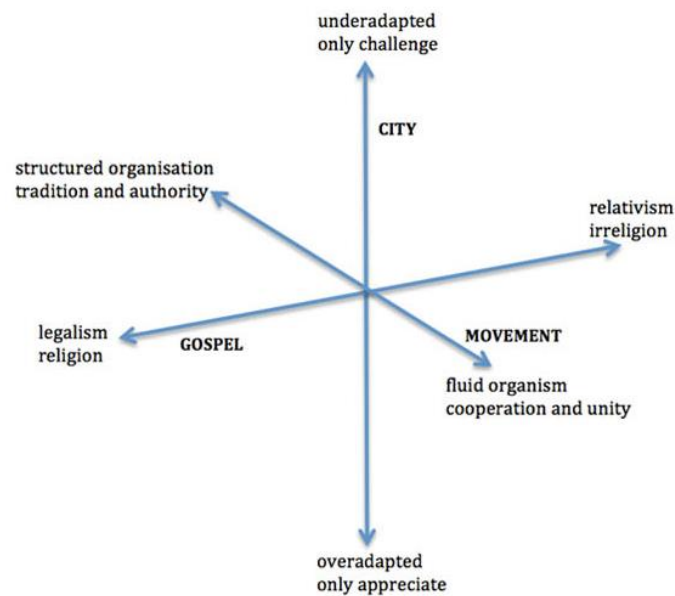 underadapted
only challenge
CITY
structured organisation
tradition and authority
relativism
irreligion
legalism
religion
GOSPEL
MOVEMENT
fluid organism
cooperation and unity
overadapted
only appreciate